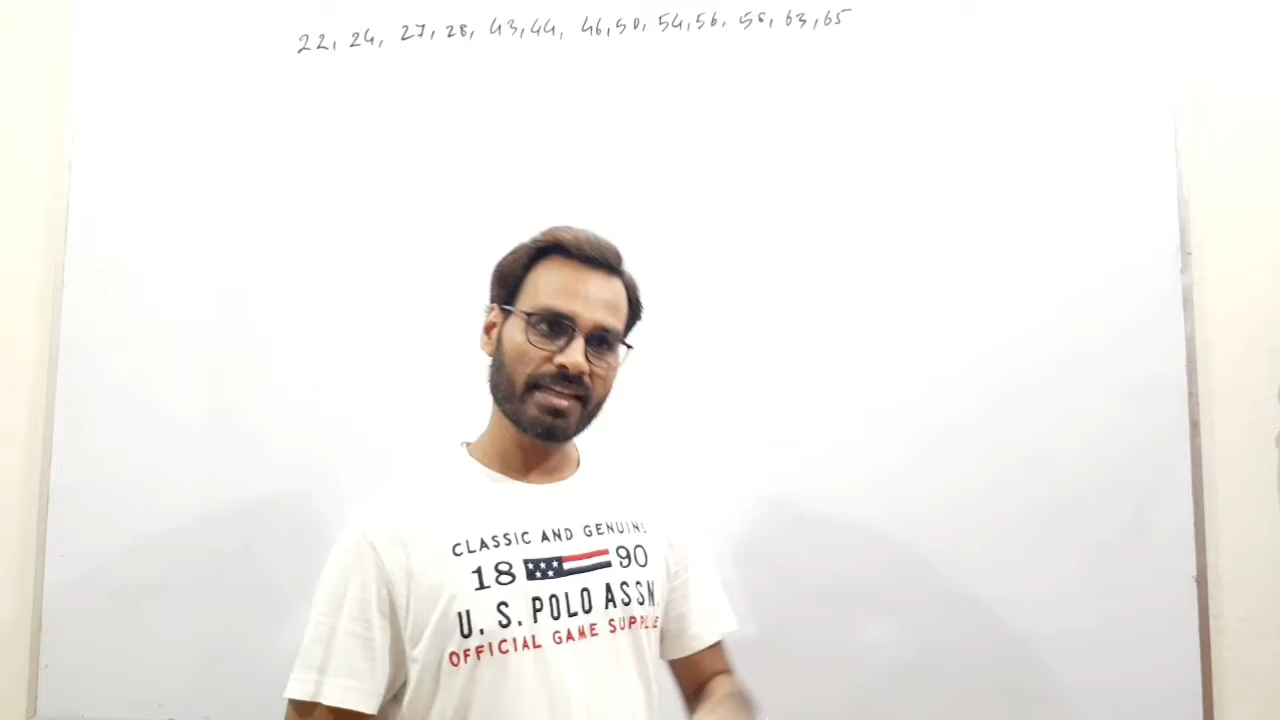 22, 24, 27, 28, 43, 44, 46, 50, 54, 56, 58, 63, 65
CLASSIC AND GENUINE
18 90
U. S. POLO ASSN.
OFFICIAL GAME SUPPLIE